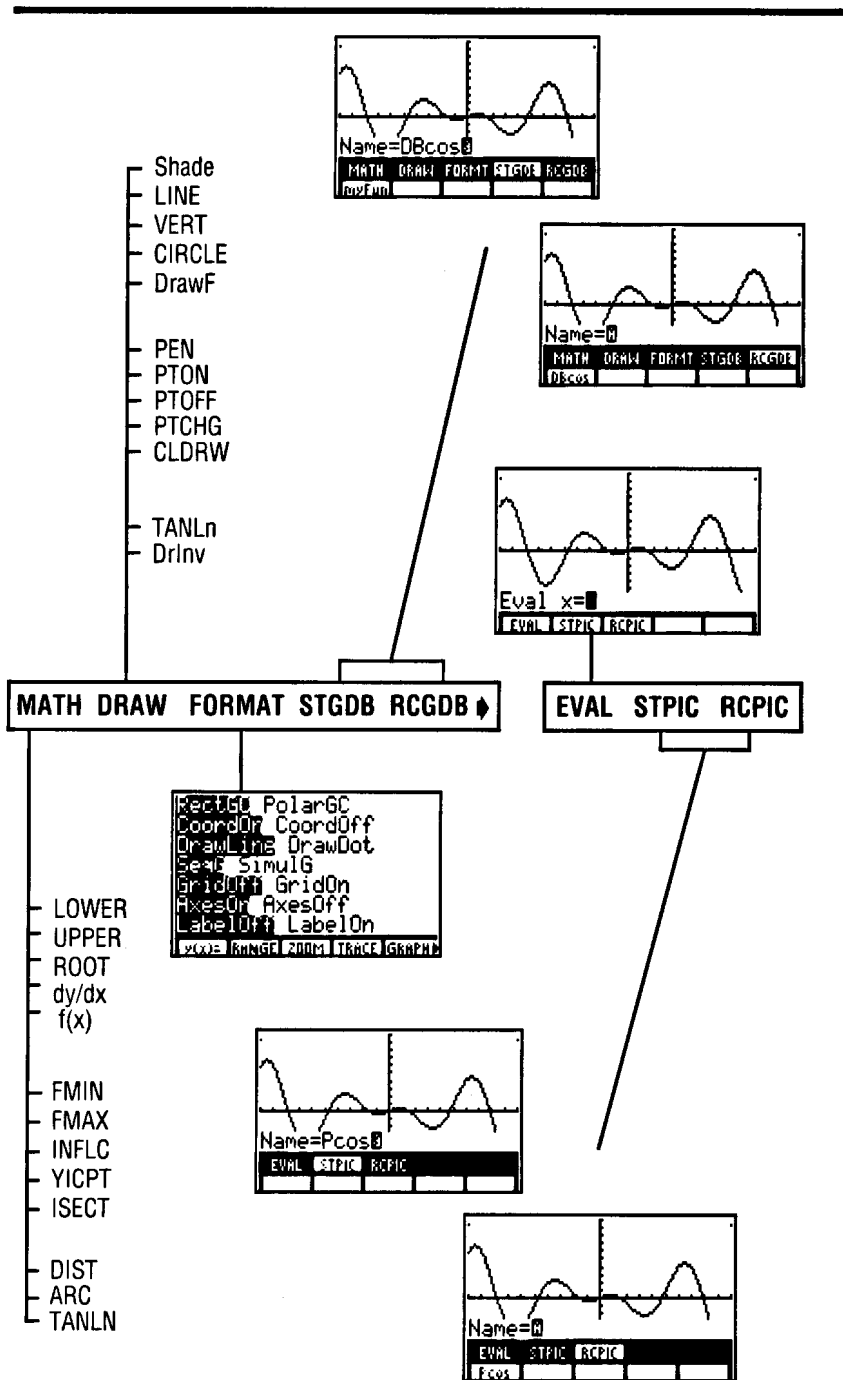 Name=DBcos
MATH DRAW FORMT STGDB RCGDB
myFun
Shade
LINE
VERT
CIRCLE
DrawF
PEN
PTON
PTOFF
PTCHG
CLDRW
TANLn
DrInv
Name=
MATH DRAW FORMT STGDB RCGDB
DBcos
Eval x=
EVAL STPIC RCPIC
MATH DRAW FORMAT STGDB RCGDB
EVAL STPIC RCPIC
RectGC PolarGC
CoordOn CoordOff
DrawLine DrawDot
SeqG SimulG
GridOff GridOn
AxesOn AxesOff
LabelOff LabelOn
y(x)= RANGE ZOOM TRACE GRAPH
LOWER
UPPER
ROOT
dy/dx
f(x)
FMIN
FMAX
INFLC
YICPT
ISECT
DIST
ARC
TANLN
Name=Pcos
EVAL STPIC RCPIC
Name=
EVAL STPIC RCPIC
Pcos